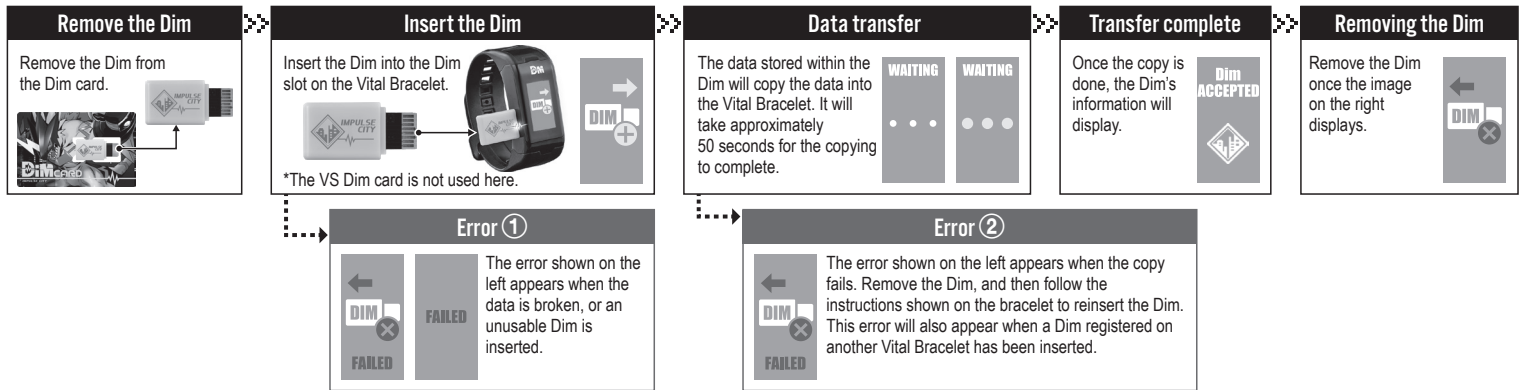 Remove the Dim
Remove the Dim from
the Dim card.
IMPULSE
CITY
DiMCARD
Insert the Dim
Insert the Dim into the Dim
slot on the Vital Bracelet.
IMPULSE
CITY
DIM
*The VS Dim card is not used here.
Data transfer
The data stored within the
Dim will copy the data into
the Vital Bracelet. It will
take approximately
50 seconds for the copying
to complete.
WAITING
WAITING
Transfer complete
Once the copy is
done, the Dim's
information will
display.
Dim
ACCEPTED
Removing the Dim
Remove the Dim
once the image
on the right
displays.
DIM
Error ①
DIM
FAILED
FAILED
The error shown on the
left appears when the
data is broken, or an
unusable Dim is
inserted.
Error ②
DIM
FAILED
The error shown on the left appears when the copy
fails. Remove the Dim, and then follow the
instructions shown on the bracelet to reinsert the Dim.
This error will also appear when a Dim registered on
another Vital Bracelet has been inserted.